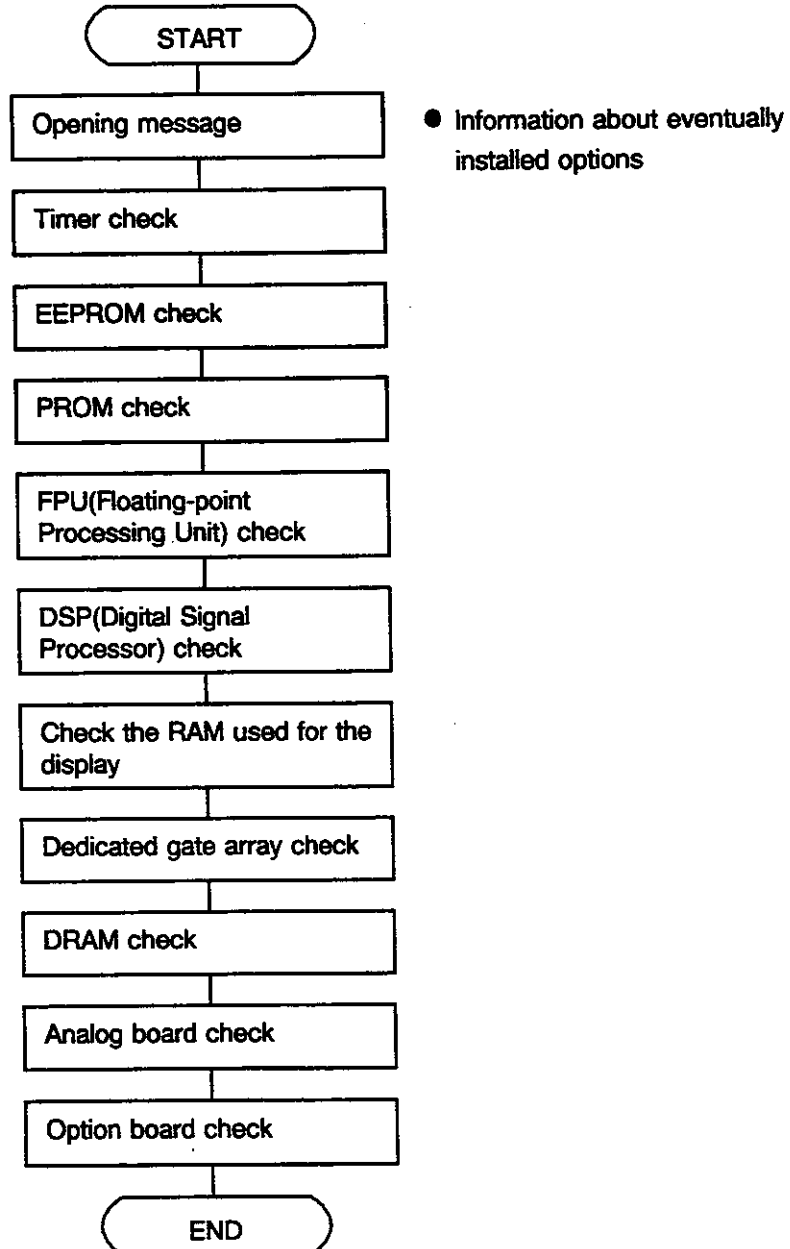 START
Opening message
● Information about eventually
installed options
Timer check
EEPROM check
PROM check
FPU(Floating-point
Processing Unit) check
DSP(Digital Signal
Processor) check
Check the RAM used for the
display
Dedicated gate array check
DRAM check
Analog board check
Option board check
END